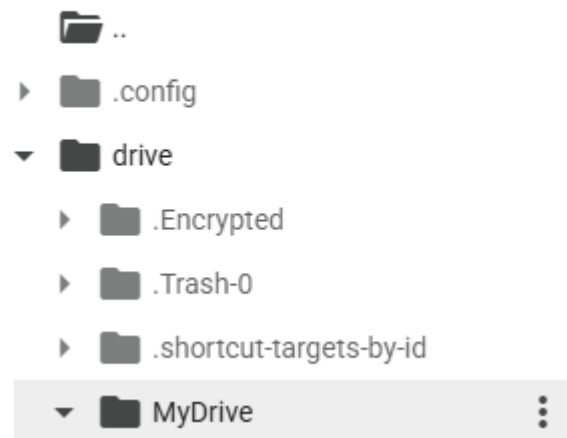 ..
.config
drive
.Encrypted
.Trash-0
.shortcut-targets-by-id
MyDrive